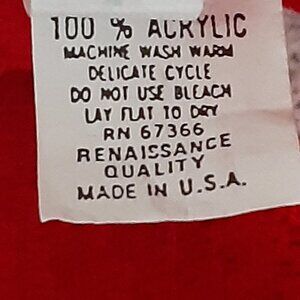 100 % ACRYLIC
MACHINE WASH WARM
DELICATE CYCLE
DO NOT USE BLEACH
LAY FLAT TO DRY
RN 67366
RENAISSANCE
QUALITY
MADE IN U.S.A.